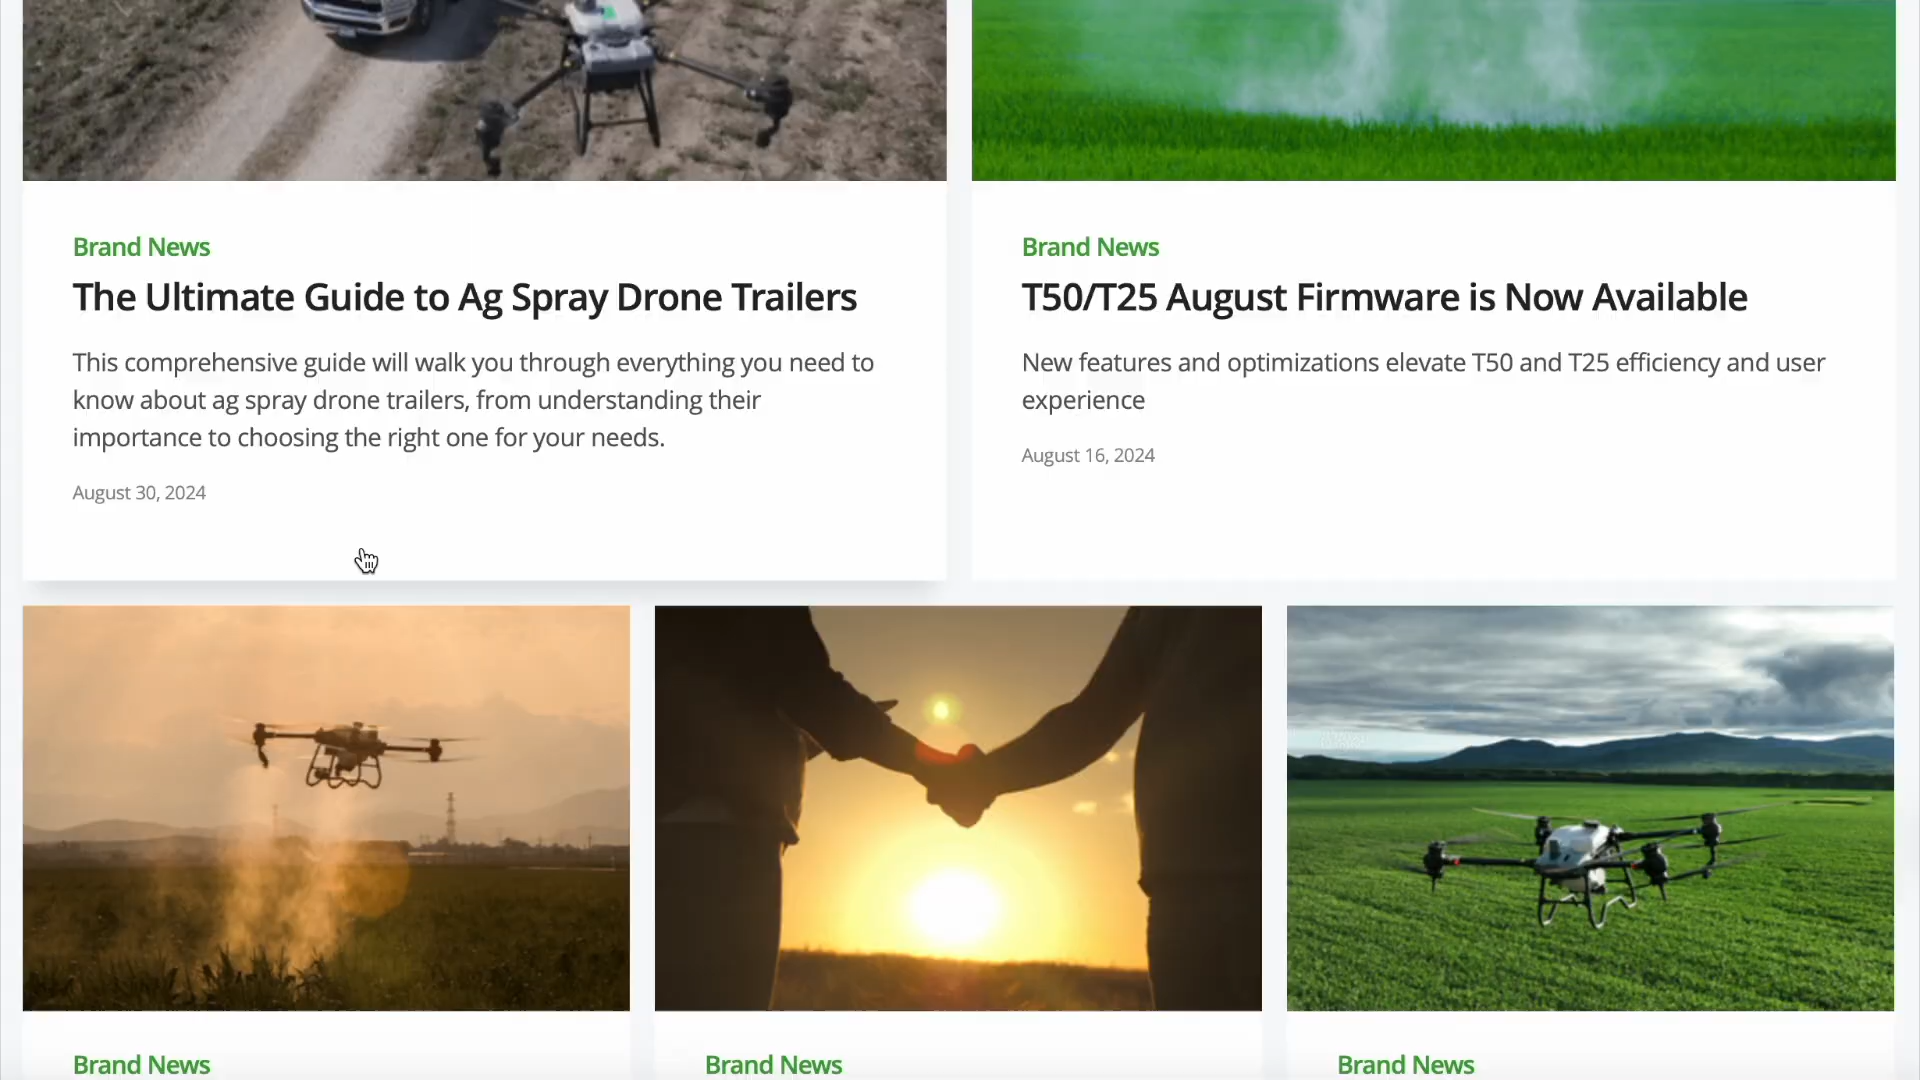 Brand News
The Ultimate Guide to Ag Spray Drone Trailers
This comprehensive guide will walk you through everything you need to
know about ag spray drone trailers, from understanding their
importance to choosing the right one for your needs.
August 30, 2024
Brand News
T50/T25 August Firmware is Now Available
New features and optimizations elevate T50 and T25 efficiency and user
experience
August 16, 2024
Brand News
Brand News
Brand News